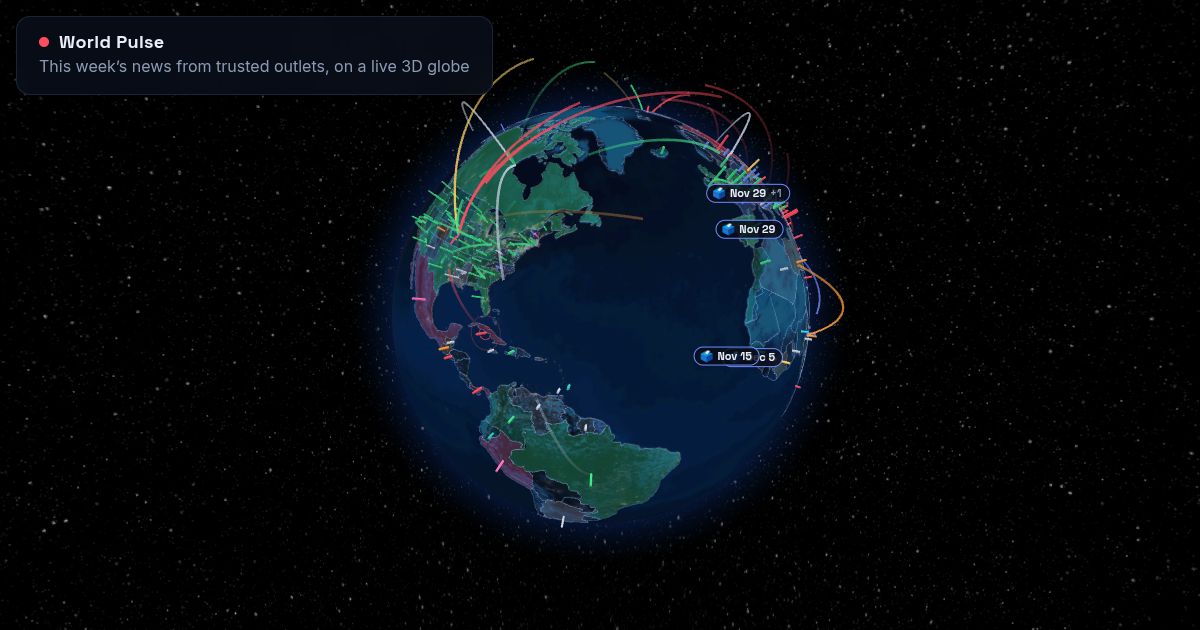 World Pulse
This week's news from trusted outlets, on a live 3D globe
Nov 29 +1
Nov 29
Nov 15
c 5